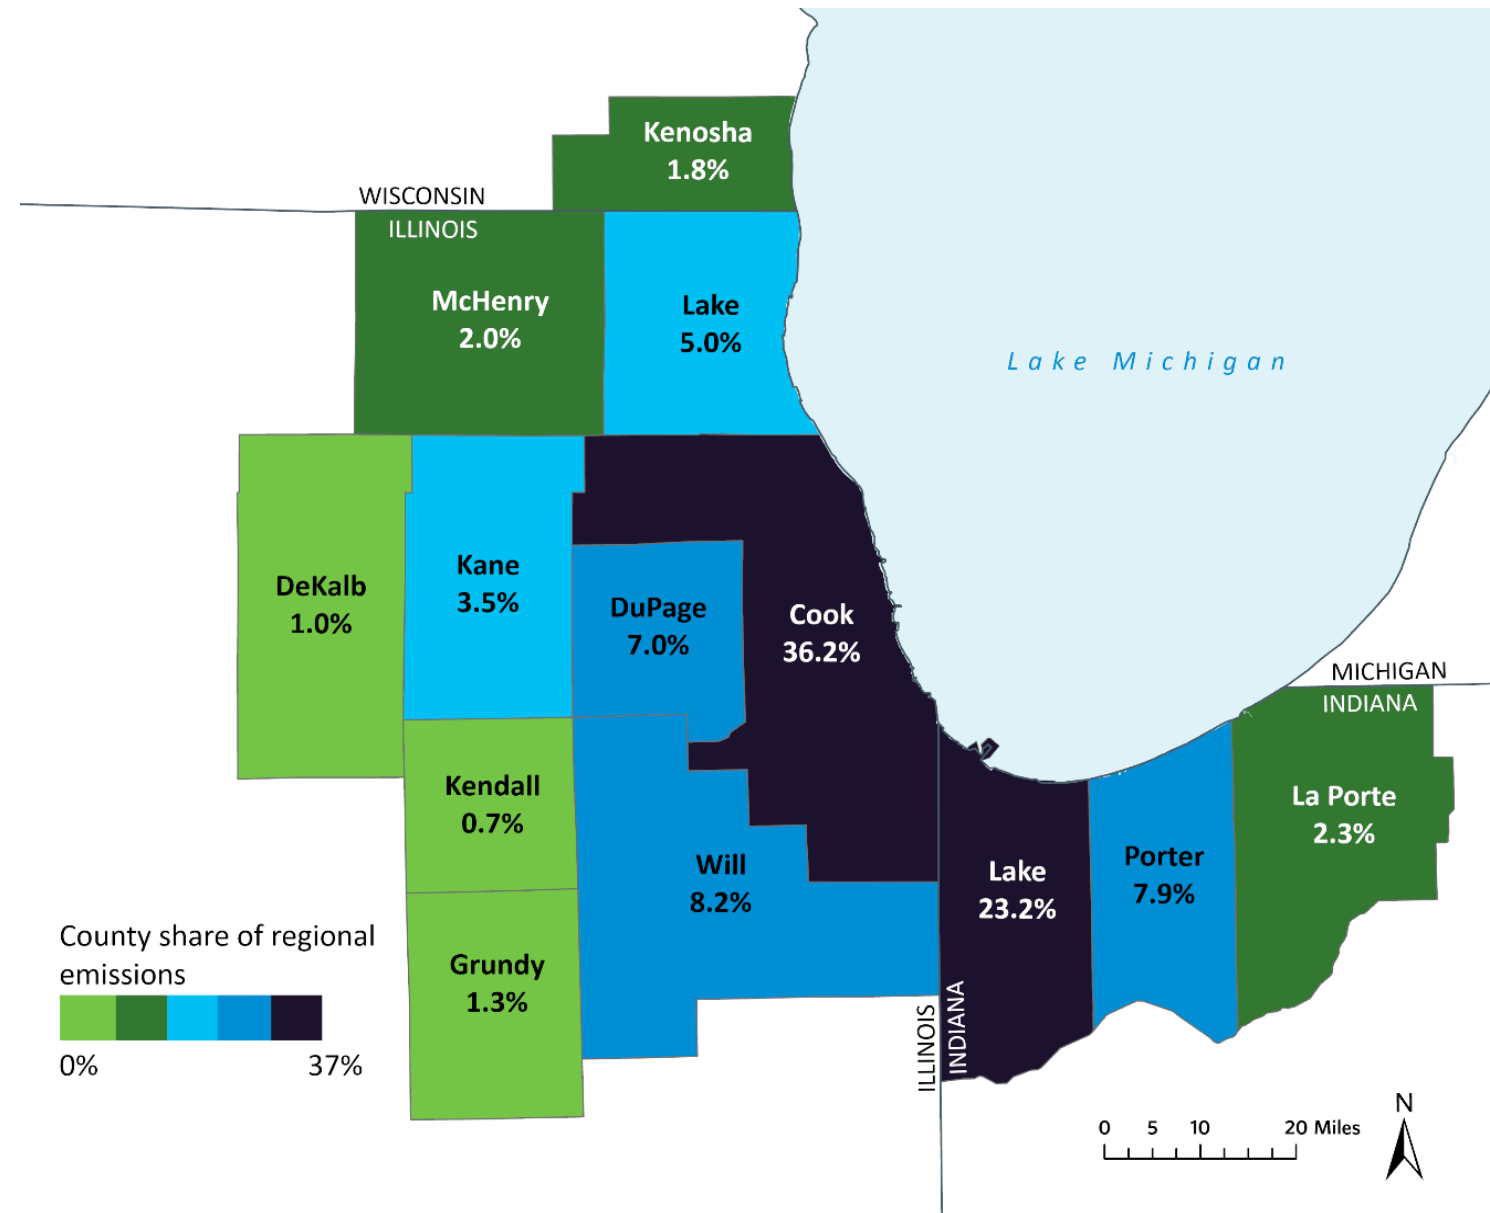 Kenosha
1.8%
WISCONSIN
ILLINOIS
McHenry
2.0%
Lake
5.0%
Lake Michigan
DeKalb
1.0%
Kane
3.5%
DuPage
7.0%
Cook
36.2%
MICHIGAN
INDIANA
Kendall
0.7%
Will
8.2%
Lake
23.2%
Porter
7.9%
La Porte
2.3%
Grundy
1.3%
ILLINOIS
INDIANA
County share of regional
emissions
0% 37%
0 5 10 20 Miles
N